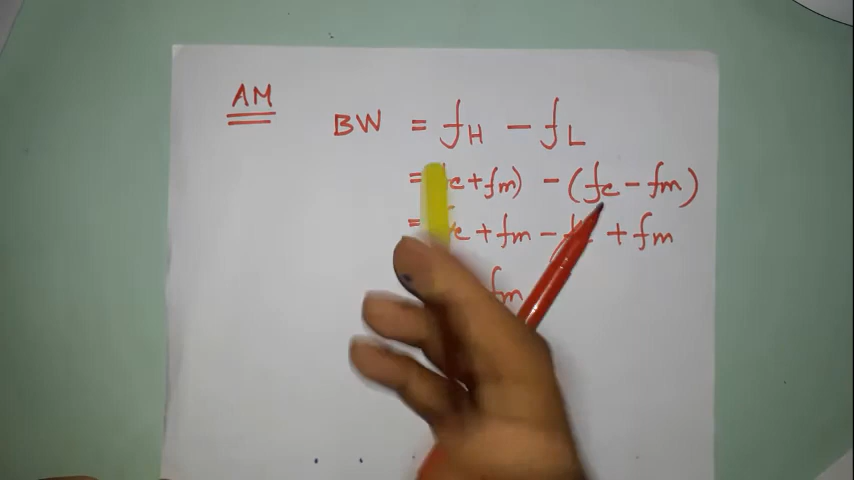 AM
BW = fH - fL
= c + fm) - (fc - fm)
= c + fm - f + fm
fm